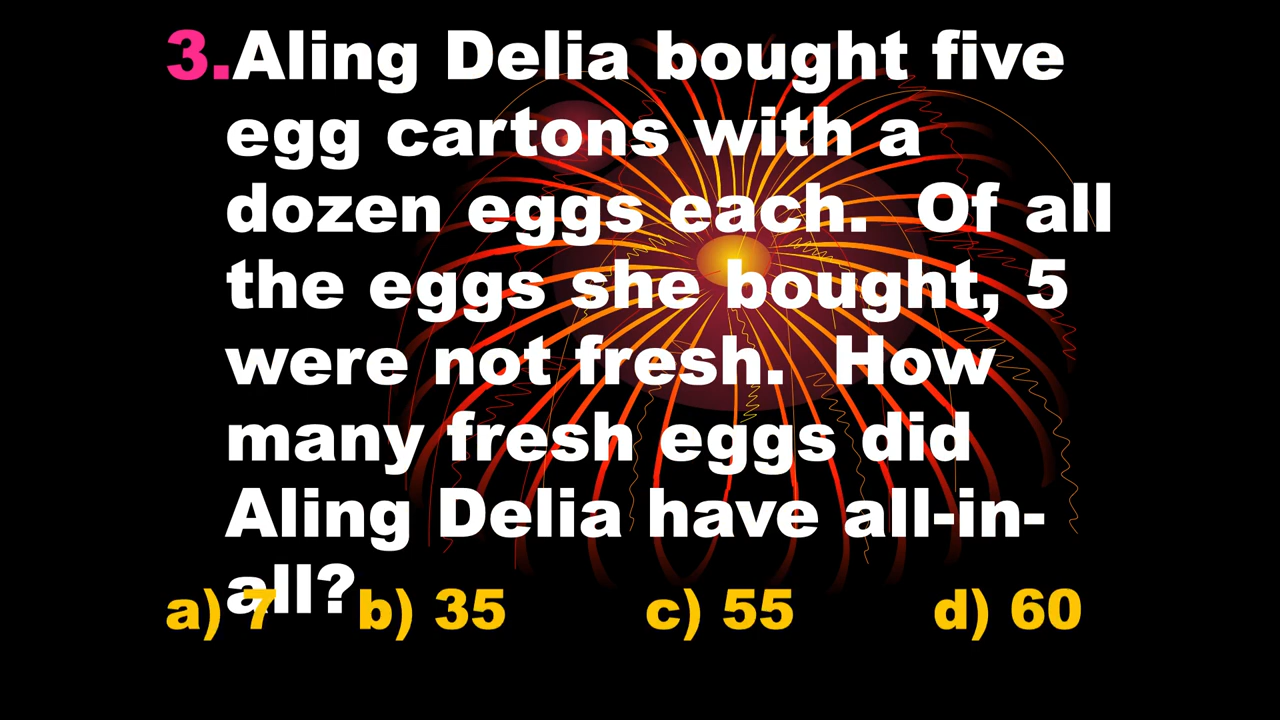 3.Aling Delia bought five
egg cartons with a
dozen eggs each.  Of all
the eggs she bought, 5
were not fresh.  How
many fresh eggs did
Aling Delia have all-in-
all?
a) 7 b) 35 c) 55 d) 60